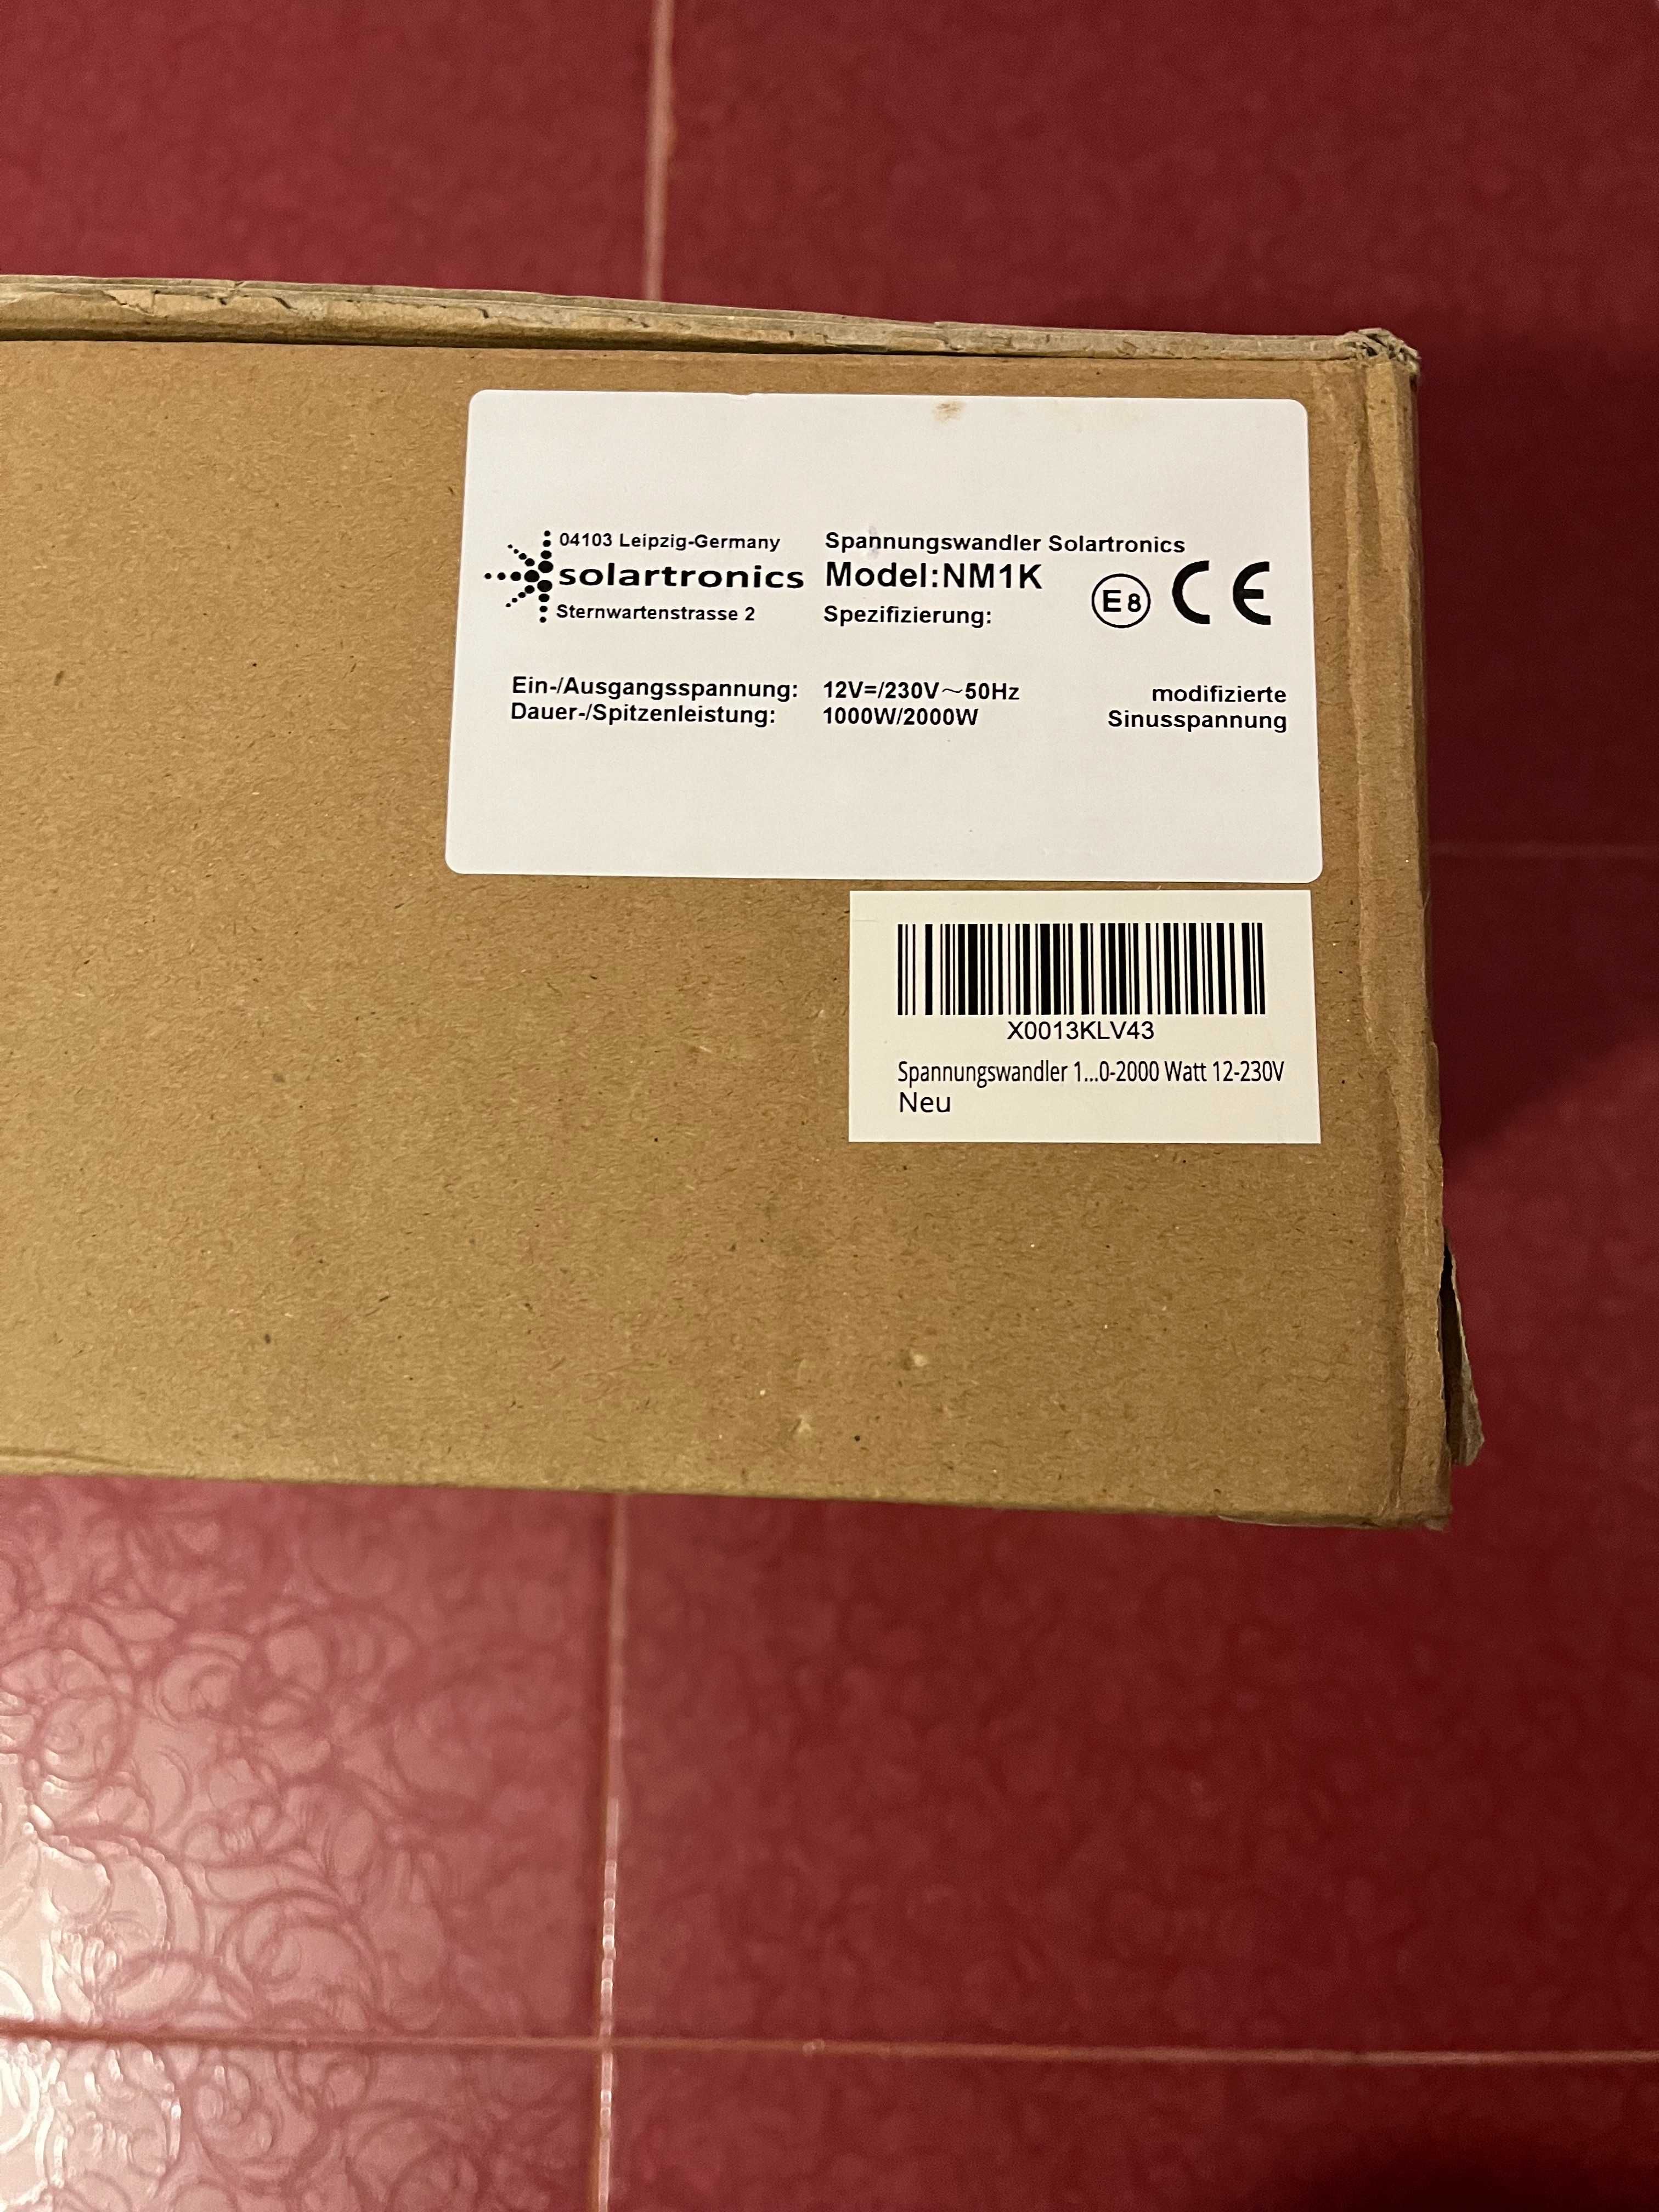 04103 Leipzig-Germany
solartronics
Sternwartenstrasse 2
Spannungswandler Solartronics
Model:NM1K
Spezifizierung:
E8 CE
Ein-/Ausgangsspannung: 12V=/230V～50Hz
Dauer-/Spitzenleistung: 1000W/2000W
modifizierte
Sinusspannung
X0013KLV43
Spannungswandler 1...0-2000 Watt 12-230V
Neu